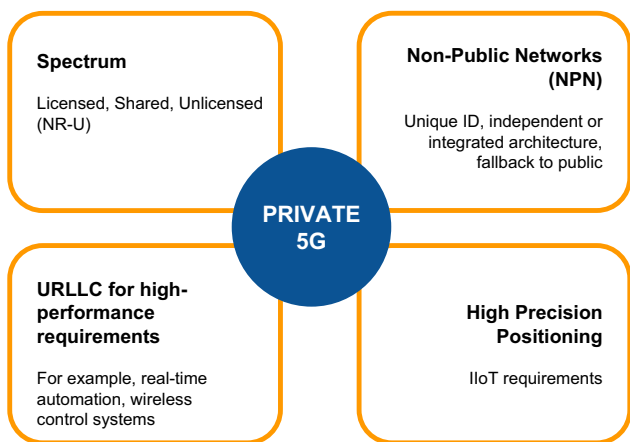 Spectrum
Licensed, Shared, Unlicensed
(NR-U)
Non-Public Networks
(NPN)
Unique ID, independent or
integrated architecture,
fallback to public
PRIVATE
5G
URLLC for high-
performance
requirements
For example, real-time
automation, wireless
control systems
High Precision
Positioning
IIoT requirements